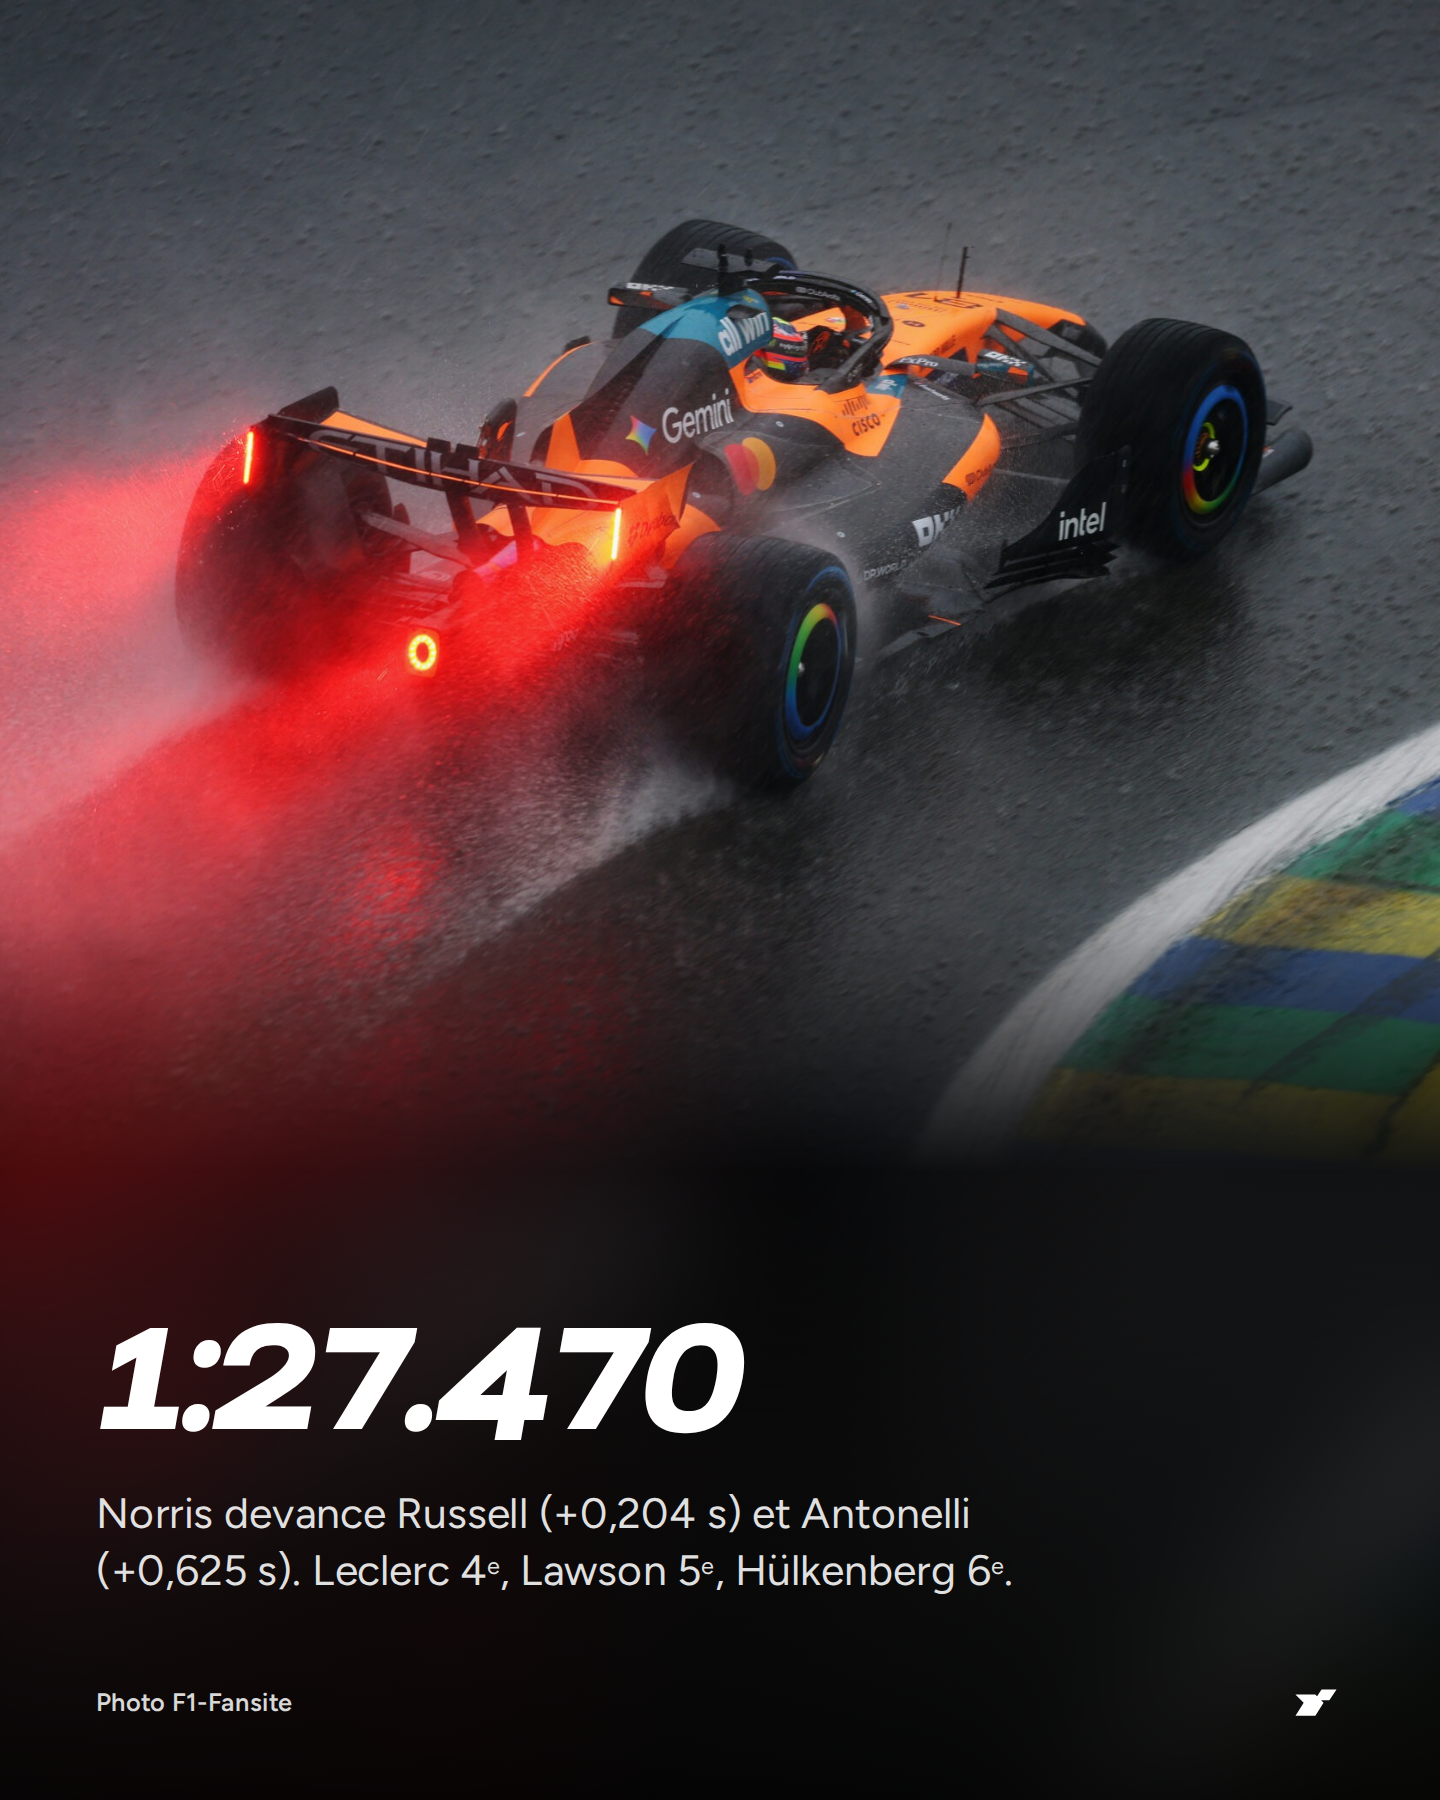 all win
Gemini
CISCO
ETIHAD
intel
1:27.470
Norris devance Russell (+0,204 s) et Antonelli
(+0,625 s). Leclerc 4ᵉ, Lawson 5ᵉ, Hülkenberg 6ᵉ.
Photo F1-Fansite